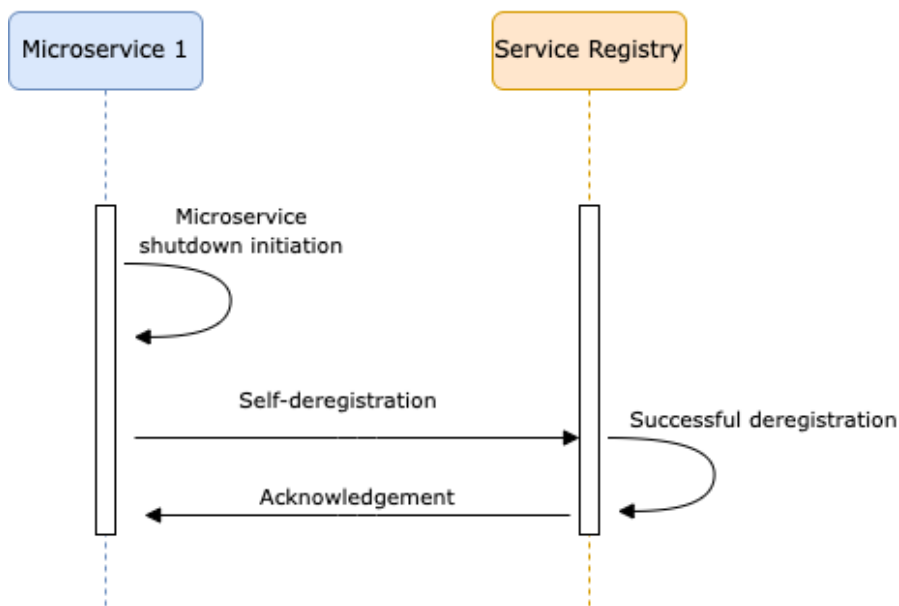 Microservice 1
Service Registry
Microservice
shutdown initiation
Self-deregistration
Successful deregistration
Acknowledgement